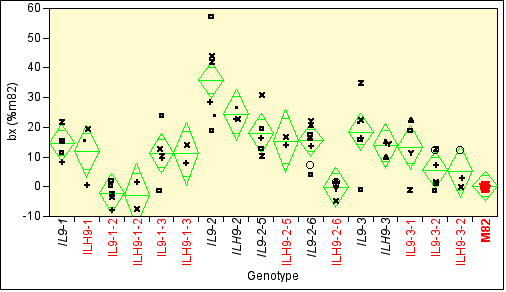 60
50
40
30
20
10
0
-10
bx (%m82)
IL9-1
ILH9-1
IL9-1-2
ILH9-1-2
IL9-1-3
ILH9-1-3
IL9-2
ILH9-2
IL9-2-5
ILH9-2-5
IL9-2-6
ILH9-2-6
IL9-3
ILH9-3
IL9-3-1
IL9-3-2
ILH9-3-2
M82
Genotype